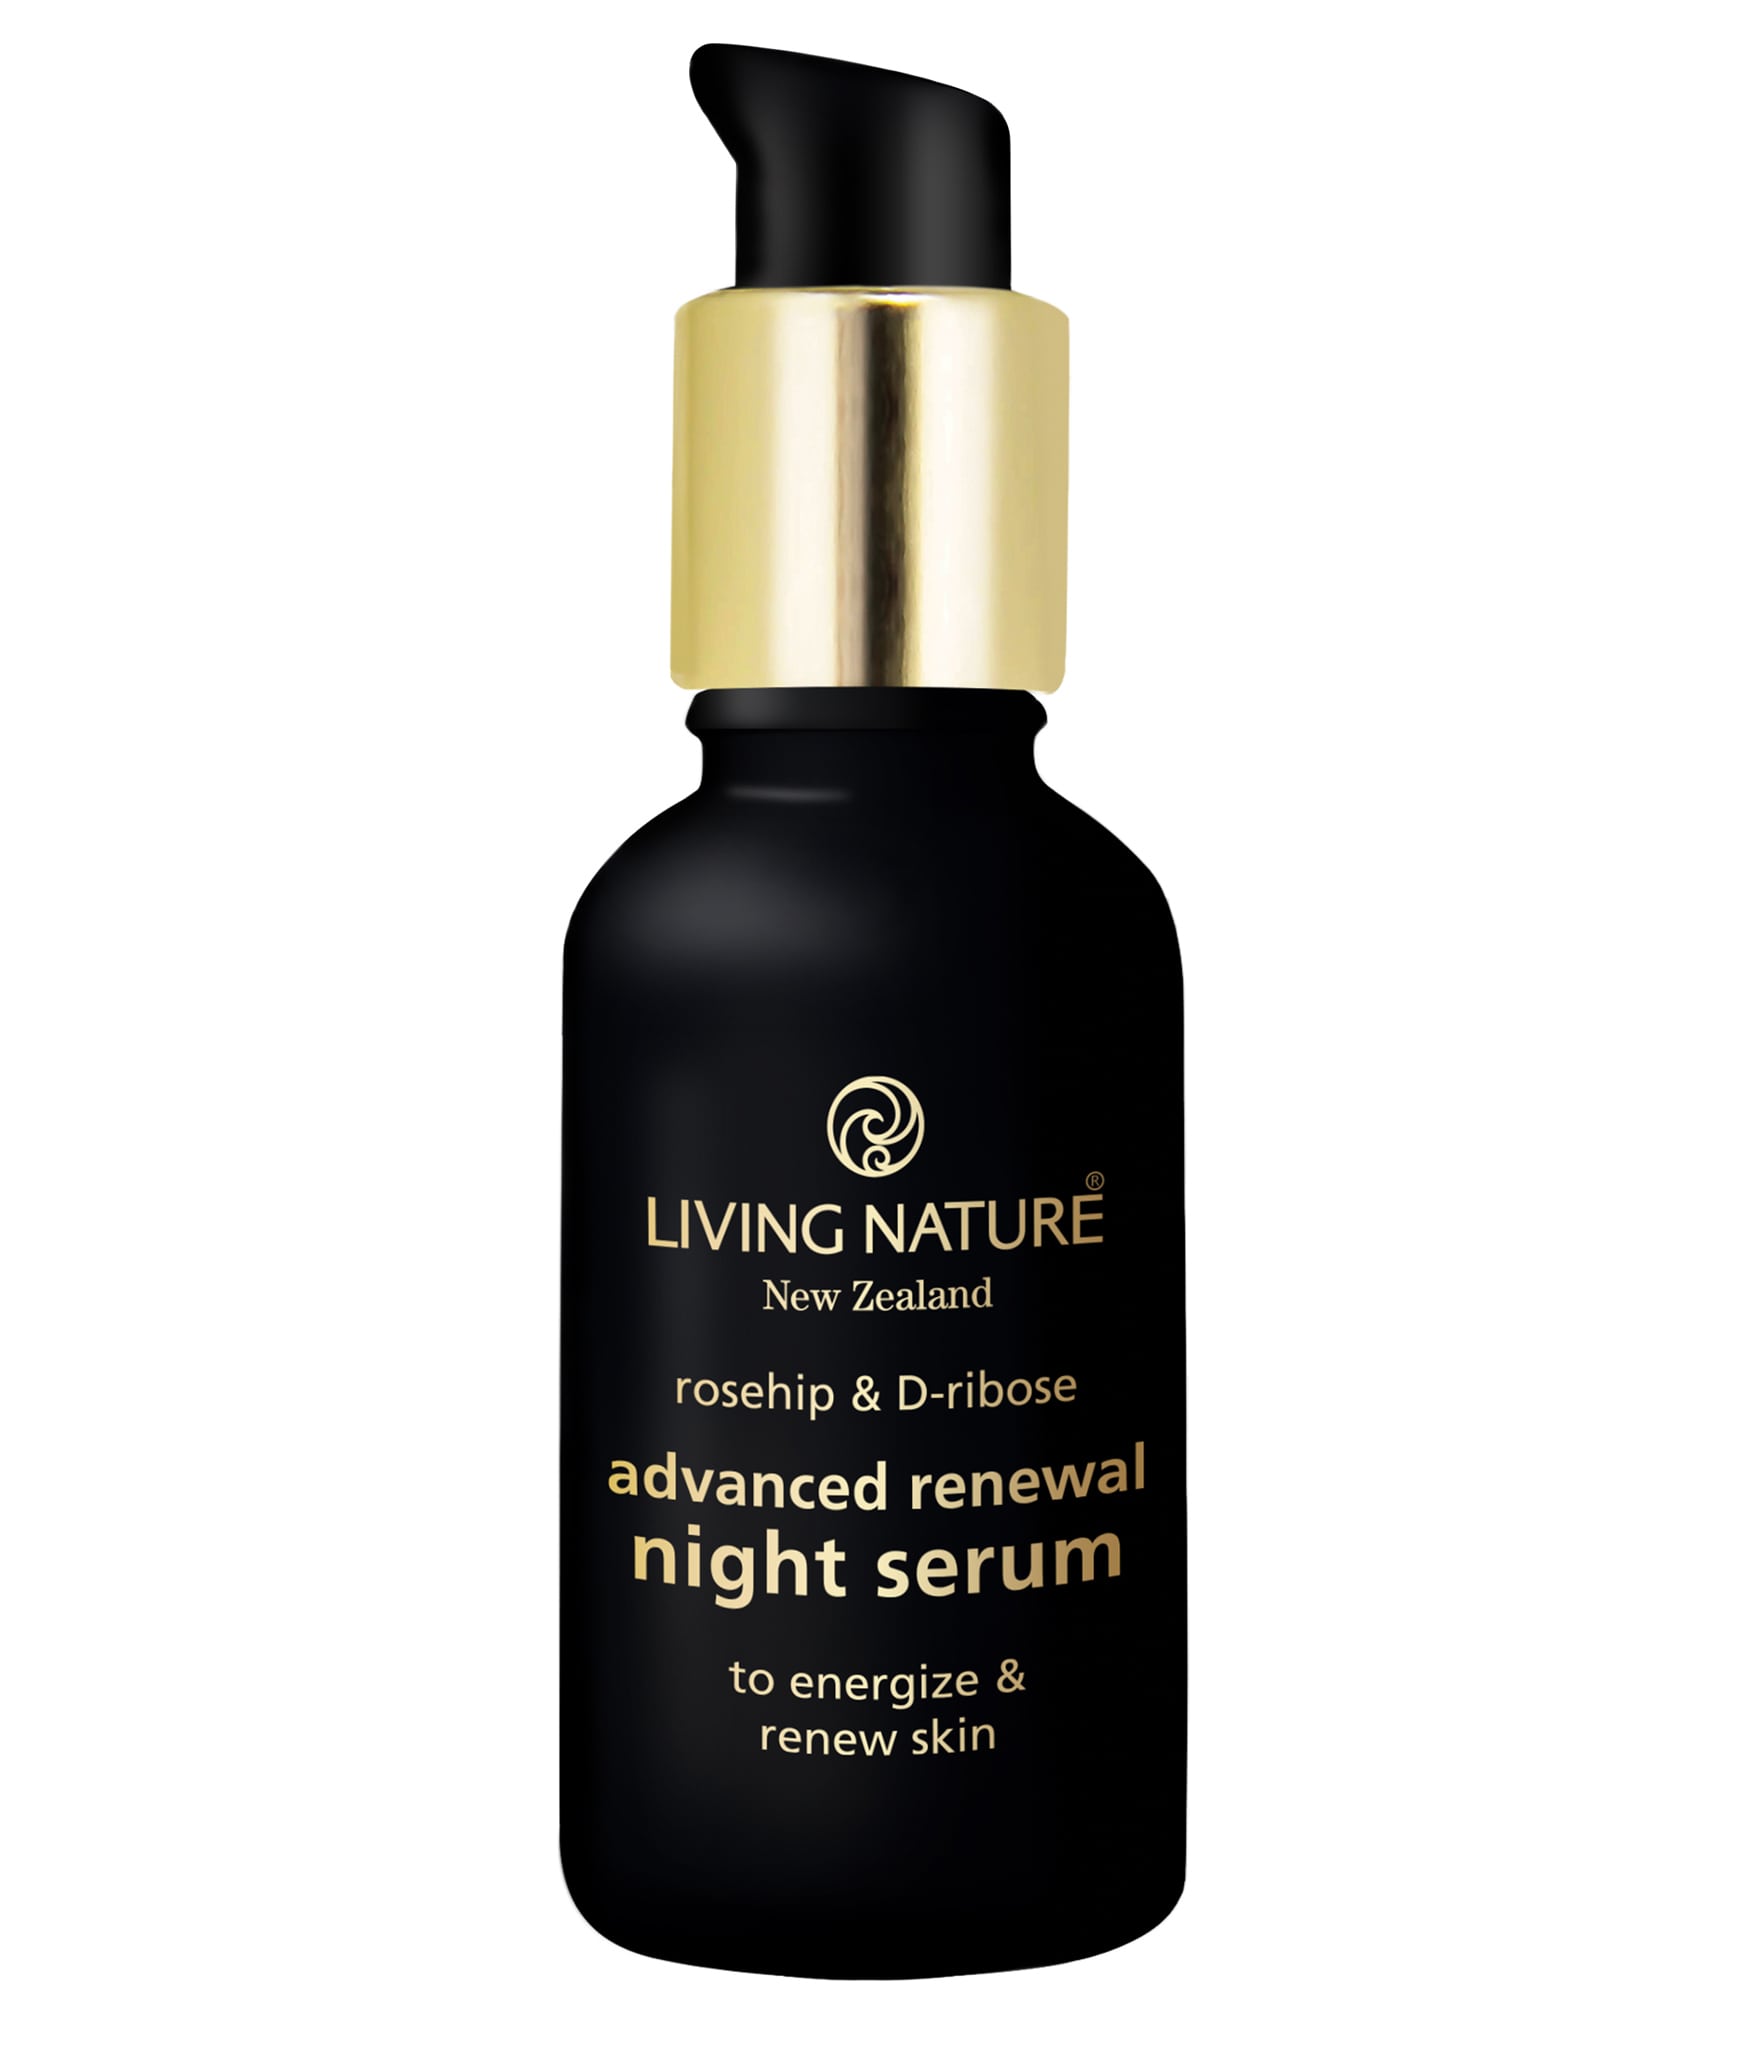 LIVING NATURE®
New Zealand
rosehip & D-ribose
advanced renewal
night serum
to energize &
renew skin